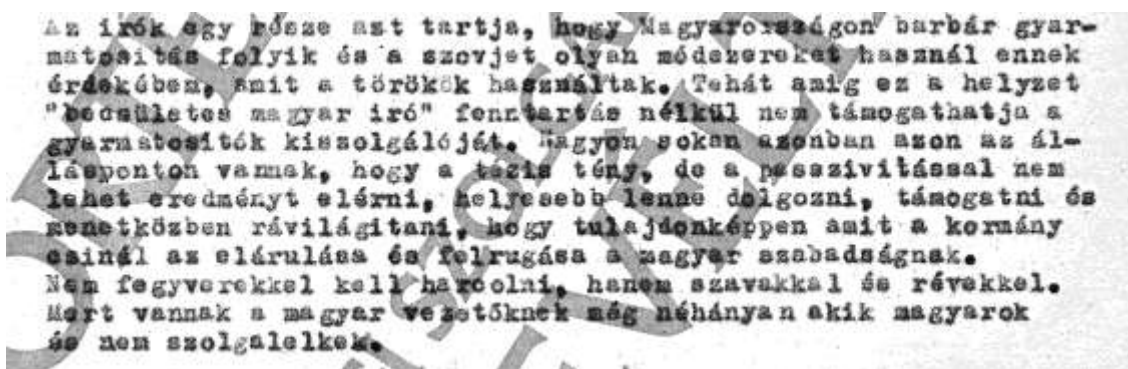 Az irók egy része azt tartja, hogy Magyarországon barbár gyar-
matositás folyik és a szovjet olyan módszereket használ ennek
érdekében, amit a törökök használtak. Tehát amig ez a helyzet
"becsületes magyar iró" fenntartás nélkül nem támogathatja a
gyarmatositók kiszolgálóját. Nagyon sokan azonban azon az ál-
lásponton vannak, hogy a tézis tény, de a passzivitással nem
lehet eredményt elérni, helyesebb lenne dolgozni, támogatni és
menetközben rávilágitani, hogy tulajdonképpen amit a kormány
csinál az elárulása és felrugása a magyar szabadságnak.
Nem fegyverekkel kell harcolni, hanem szavakkal és révekkel.
Mert vannak a magyar vezetőknek még néhányan akik magyarok
és nem szolgalelkek.